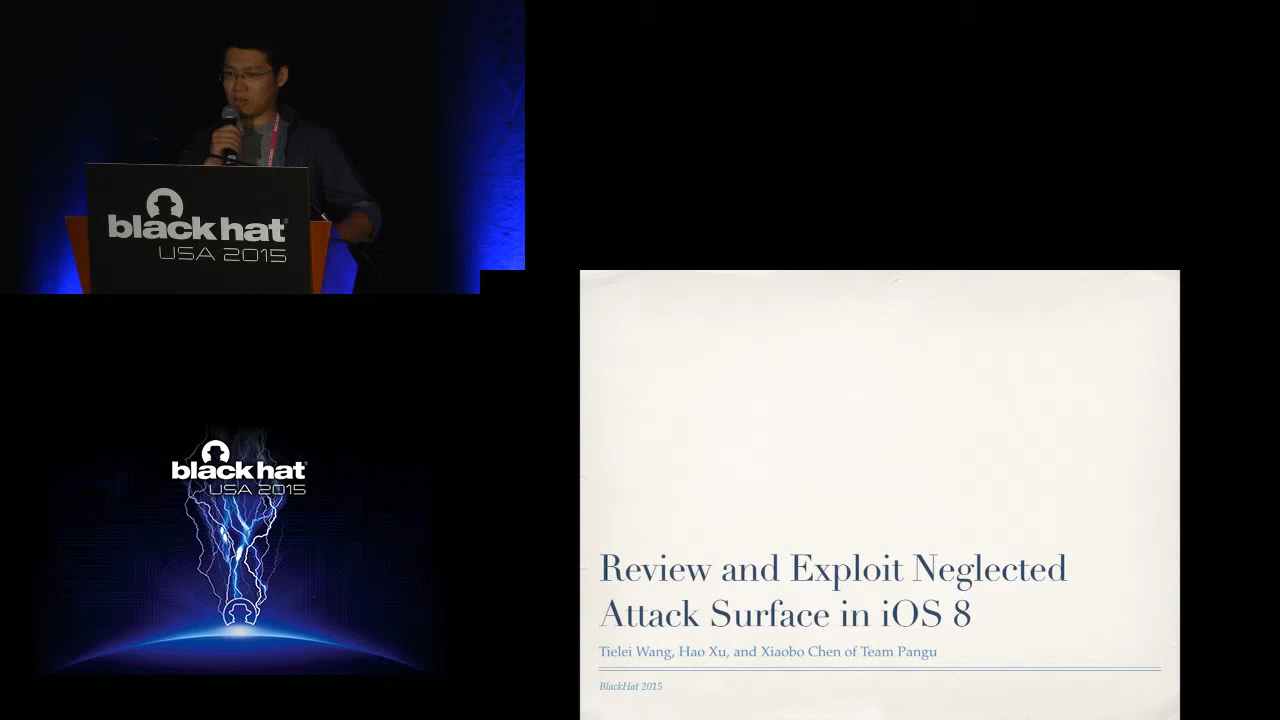 black hat
USA 2015
black hat
USA 2015
Review and Exploit Neglected
Attack Surface in iOS 8
Tielei Wang, Hao Xu, and Xiaobo Chen of Team Pangu
BlackHat 2015